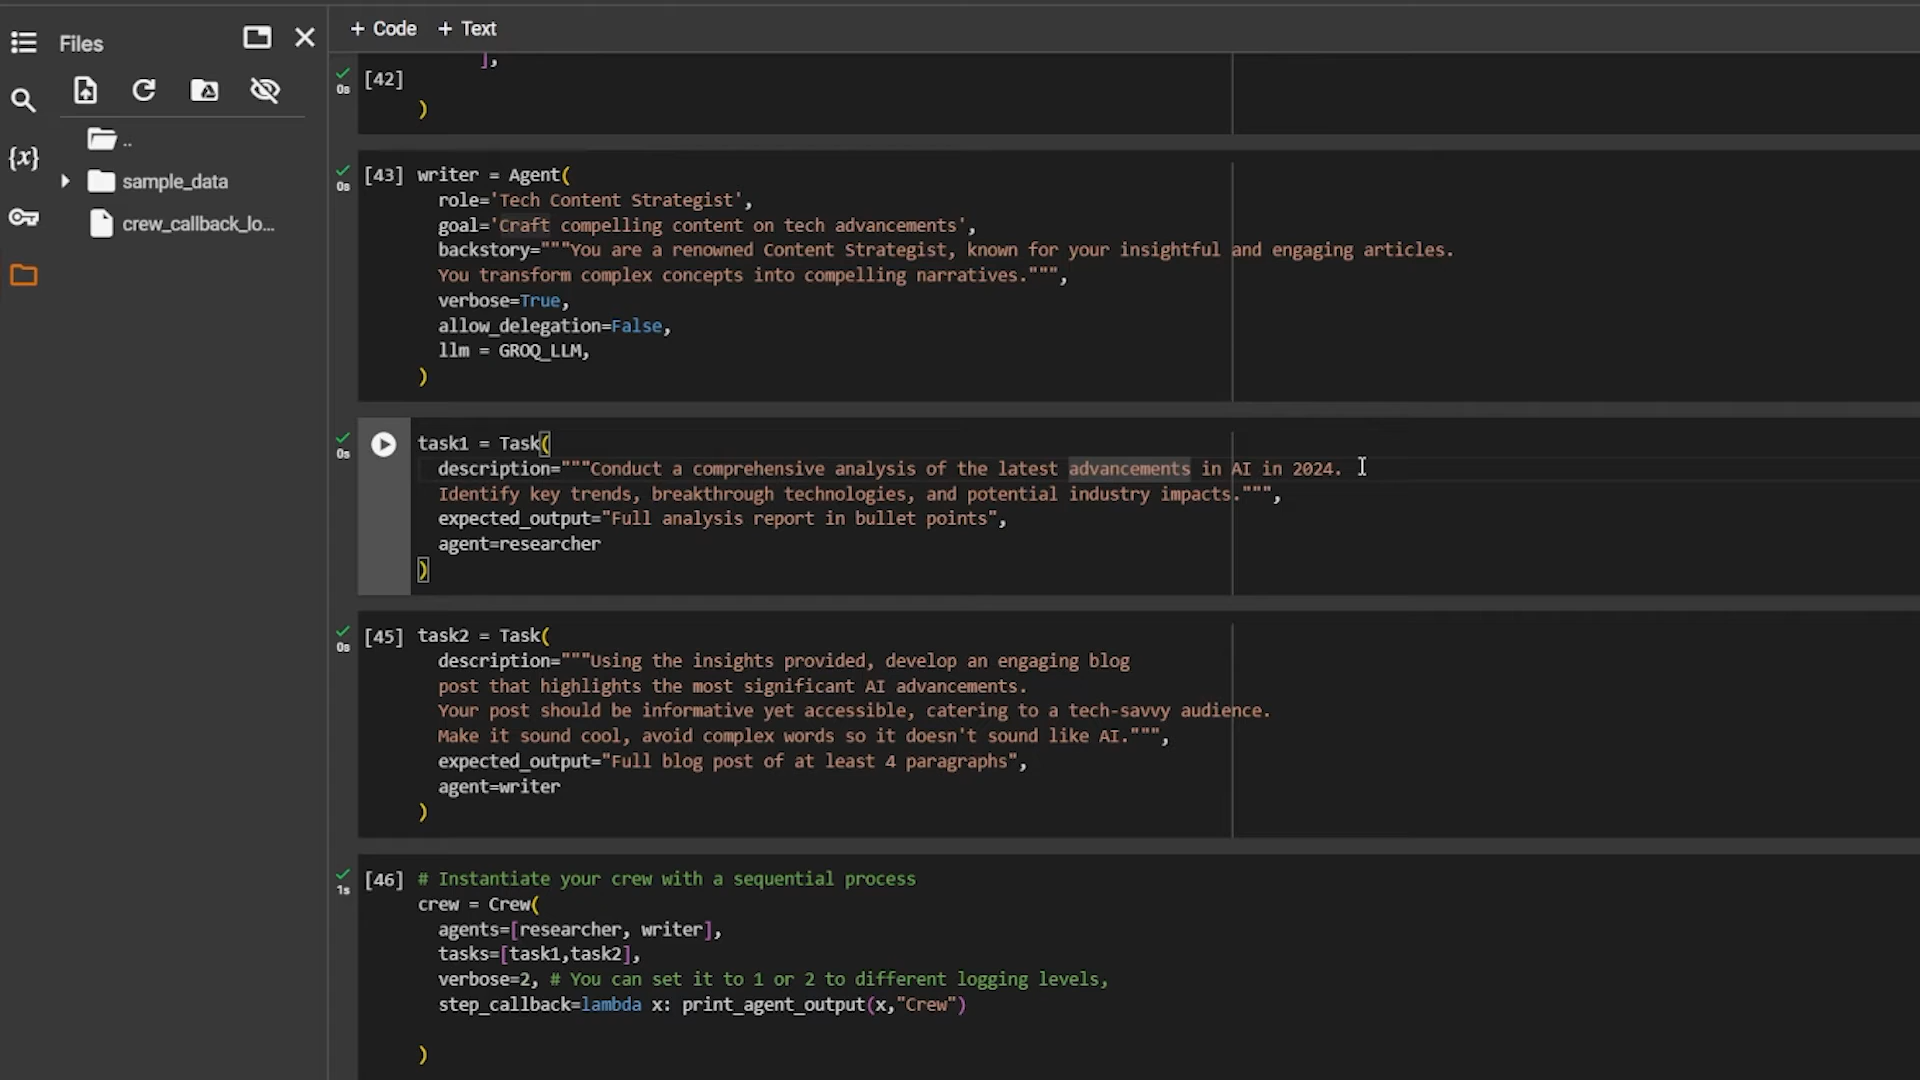 Files
..
sample_data
crew_callback_lo...
{x}
+ Code + Text
],
[42]
0s
)
[43] writer = Agent(
0s
role='Tech Content Strategist',
goal='Craft compelling content on tech advancements',
backstory="""You are a renowned Content Strategist, known for your insightful and engaging articles.
You transform complex concepts into compelling narratives.""",
verbose=True,
allow_delegation=False,
llm = GROQ_LLM,
)
task1 = Task(
0s
description="""Conduct a comprehensive analysis of the latest advancements in AI in 2024.
Identify key trends, breakthrough technologies, and potential industry impacts.""",
expected_output="Full analysis report in bullet points",
agent=researcher
)
[45] task2 = Task(
0s
description="""Using the insights provided, develop an engaging blog
post that highlights the most significant AI advancements.
Your post should be informative yet accessible, catering to a tech-savvy audience.
Make it sound cool, avoid complex words so it doesn't sound like AI.""",
expected_output="Full blog post of at least 4 paragraphs",
agent=writer
)
[46] # Instantiate your crew with a sequential process
1s
crew = Crew(
agents=[researcher, writer],
tasks=[task1,task2],
verbose=2, # You can set it to 1 or 2 to different logging levels,
step_callback=lambda x: print_agent_output(x,"Crew")
)